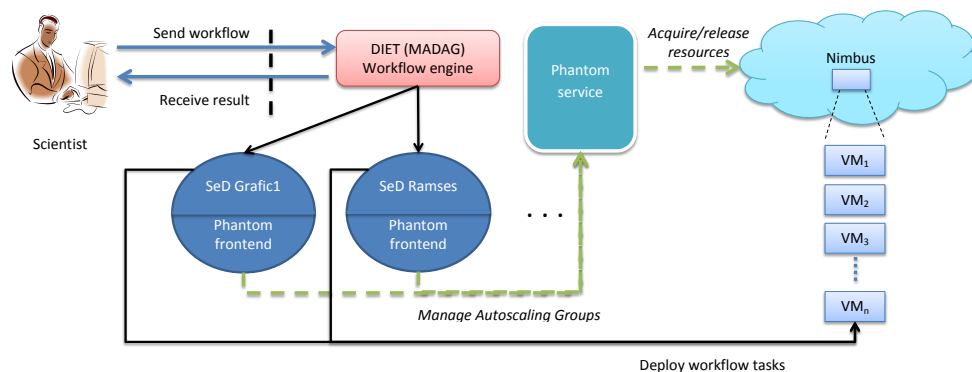 Send workflow
Receive result
Scientist
DIET (MADAG)
Workflow engine
Phantom
service
Acquire/release
resources
Nimbus
SeD Grafic1
Phantom
frontend
SeD Ramses
Phantom
frontend
. . .
Manage Autoscaling Groups
VM₁
VM₂
VM₃
VMₙ
Deploy workflow tasks